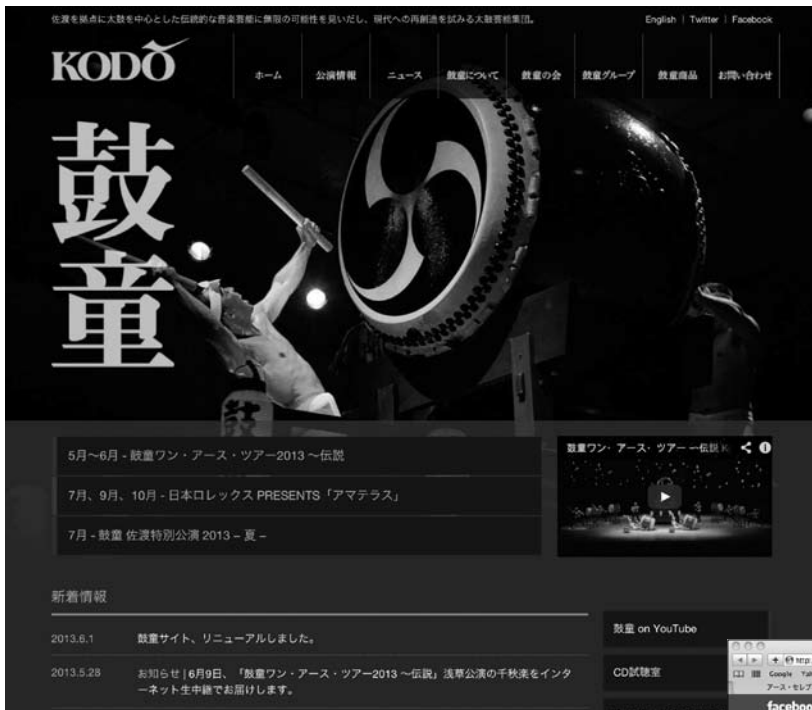 佐渡を拠点に太鼓を中心とした伝統的な音楽芸能に無限の可能性を見いだし、現代への再創造を試みる太鼓芸能集団。
English | Twitter | Facebook
KODO
ホーム
公演情報
ニュース
鼓童について
鼓童の会
鼓童グループ
鼓童商品
お問い合わせ
鼓童
鼓
5月〜6月 - 鼓童ワン・アース・ツアー2013 〜伝説
7月、9月、10月 - 日本ロレックス PRESENTS「アマテラス」
7月 - 鼓童 佐渡特別公演 2013 – 夏 –
鼓童ワン・アース・ツアー 〜伝説
新着情報
2013.6.1 鼓童サイト、リニューアルしました。
2013.5.28 お知らせ | 6月9日、「鼓童ワン・アース・ツアー2013 〜伝説」浅草公演の千秋楽をインタ
ーネット生中継でお届けします。
鼓童 on YouTube
CD試聴室
http
Google
アース・セレブ
facebook